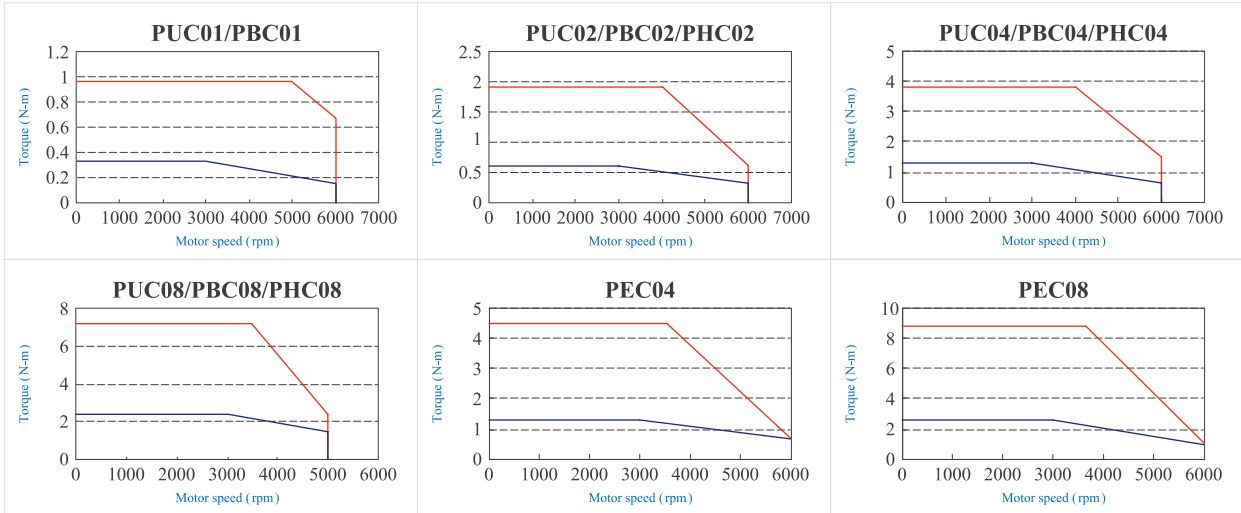 PUC01/PBC01
1.2
1
0.8
0.6
0.4
0.2
0
Torque (N-m)
0 1000 2000 3000 4000 5000 6000 7000
Motor speed (rpm)
PUC02/PBC02/PHC02
2.5
2
1.5
1
0.5
0
Torque (N-m)
0 1000 2000 3000 4000 5000 6000 7000
Motor speed (rpm)
PUC04/PBC04/PHC04
5
4
3
2
1
0
Torque (N-m)
0 1000 2000 3000 4000 5000 6000 7000
Motor speed (rpm)
PUC08/PBC08/PHC08
8
6
4
2
0
Torque (N-m)
0 1000 2000 3000 4000 5000 6000
Motor speed (rpm)
PEC04
5
4
3
2
1
0
Torque (N-m)
0 1000 2000 3000 4000 5000 6000
Motor speed (rpm)
PEC08
10
8
6
4
2
0
Torque (N-m)
0 1000 2000 3000 4000 5000 6000
Motor speed (rpm)